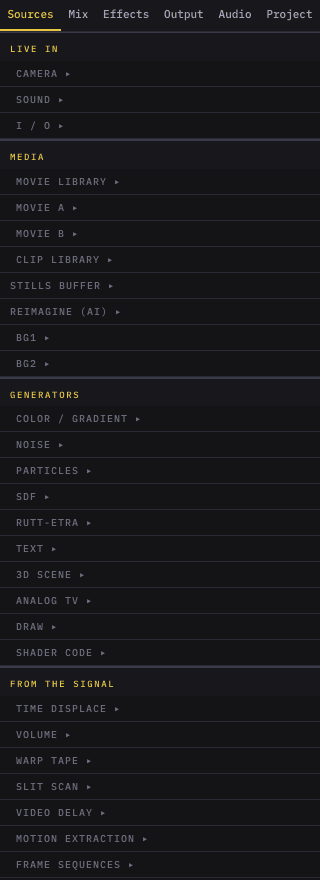 Sources Mix Effects Output Audio Project
LIVE IN
CAMERA ▸
SOUND ▸
I / O ▸
MEDIA
MOVIE LIBRARY ▸
MOVIE A ▸
MOVIE B ▸
CLIP LIBRARY ▸
STILLS BUFFER ▸
REIMAGINE (AI) ▸
BG1 ▸
BG2 ▸
GENERATORS
COLOR / GRADIENT ▸
NOISE ▸
PARTICLES ▸
SDF ▸
RUTT-ETRA ▸
TEXT ▸
3D SCENE ▸
ANALOG TV ▸
DRAW ▸
SHADER CODE ▸
FROM THE SIGNAL
TIME DISPLACE ▸
VOLUME ▸
WARP TAPE ▸
SLIT SCAN ▸
VIDEO DELAY ▸
MOTION EXTRACTION ▸
FRAME SEQUENCES ▸